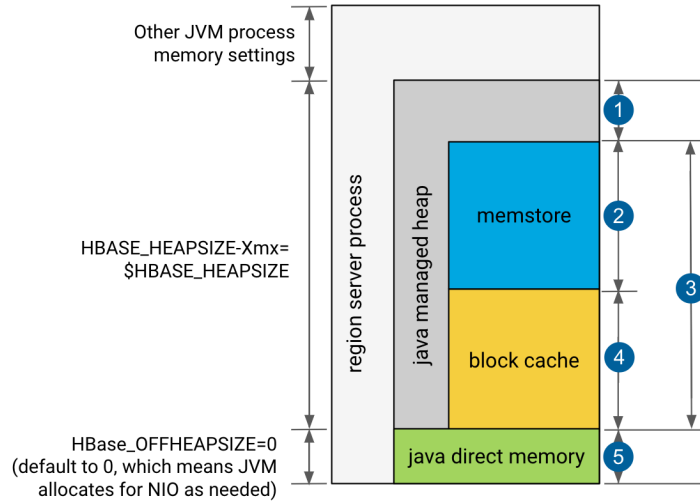 Other JVM process
memory settings
1
memstore
2
region server process
java managed heap
HBASE_HEAPSIZE-Xmx=
$HBASE_HEAPSIZE
3
block cache
4
HBase_OFFHEAPSIZE=0
(default to 0, which means JVM
allocates for NIO as needed)
java direct memory
5